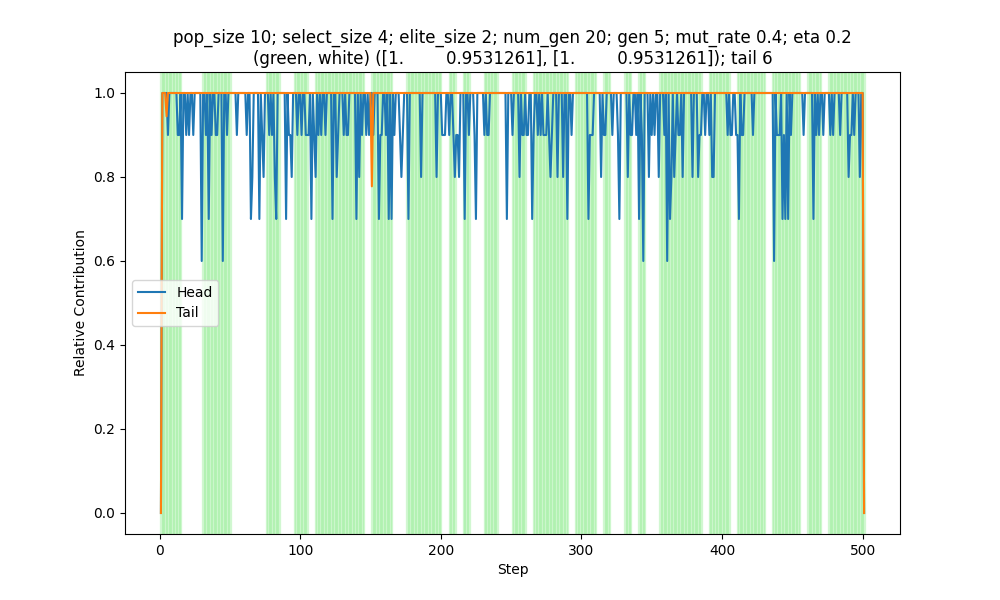 pop_size 10; select_size 4; elite_size 2; num_gen 20; gen 5; mut_rate 0.4; eta 0.2
(green, white) ([1.        0.9531261], [1.        0.9531261]); tail 6
1.0
0.8
0.6
0.4
0.2
0.0
Relative Contribution
Head
Tail
0
100
200
300
400
500
Step